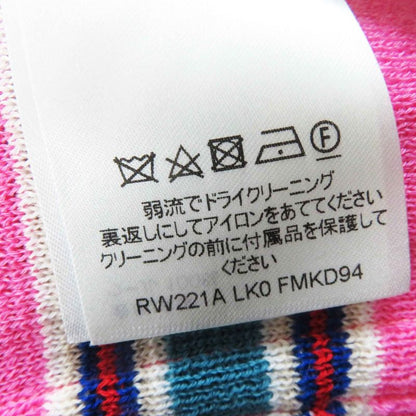 F
弱流でドライクリーニング
裏返しにしてアイロンをあててください
クリーニングの前に付属品を保護して
ください
RW221A LK0 FMKD94